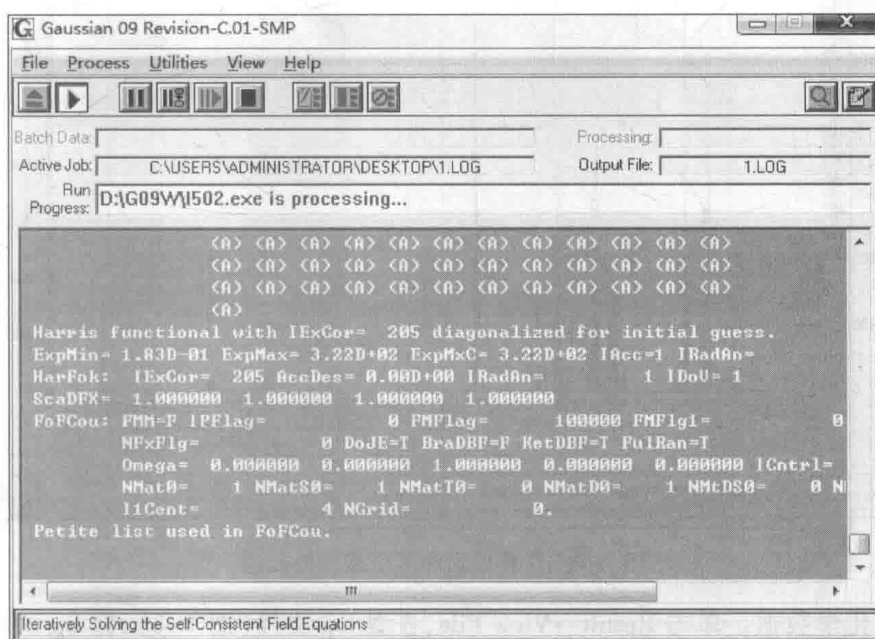 Gaussian 09 Revision-C.01-SMP
File Process Utilities View Help
Batch Data:
Processing:
Active Job: C:\USERS\ADMINISTRATOR\DESKTOP\1.LOG
Output File: 1.LOG
Run Progress: D:\G09W\l502.exe is processing...
(A) (A) (A) (A) (A) (A) (A) (A) (A) (A) (A) (A)
(A) (A) (A) (A) (A) (A) (A) (A) (A) (A) (A) (A)
(A) (A) (A) (A) (A) (A) (A) (A) (A) (A) (A) (A)
(A)
Harris functional with IExCor= 205 diagonalized for initial guess.
ExpMin= 1.83D-01 ExpMax= 3.22D+02 ExpMxC= 3.22D+02 IAcc=1 IRadAn=
HarFok: IExCor= 205 AccDes= 0.00D+00 IRadAn= 1 IDoV= 1
ScaDFX= 1.000000 1.000000 1.000000 1.000000
FoFCou: FMM=F IPFlag= 0 FMFlag= 100000 FMFlg1= 0
NFxFlg= 0 DoJE=T BraDBF=F KetDBF=T FulRan=T
Omega= 0.000000 0.000000 1.000000 0.000000 0.000000 ICntrl=
NMat0= 1 NMatS0= 1 NMatT0= 0 NMatD0= 1 NMtDS0= 0 N
I1Cent= 4 NGrid= 0.
Petite list used in FoFCou.
Iteratively Solving the Self-Consistent Field Equations